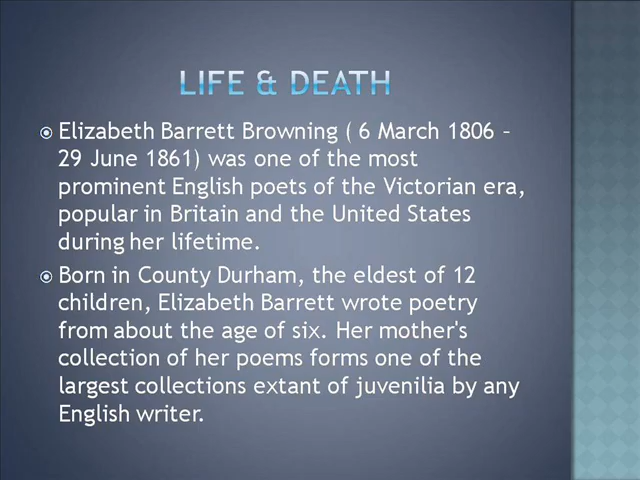 LIFE & DEATH
Elizabeth Barrett Browning ( 6 March 1806 –
29 June 1861) was one of the most
prominent English poets of the Victorian era,
popular in Britain and the United States
during her lifetime.
Born in County Durham, the eldest of 12
children, Elizabeth Barrett wrote poetry
from about the age of six. Her mother's
collection of her poems forms one of the
largest collections extant of juvenilia by any
English writer.